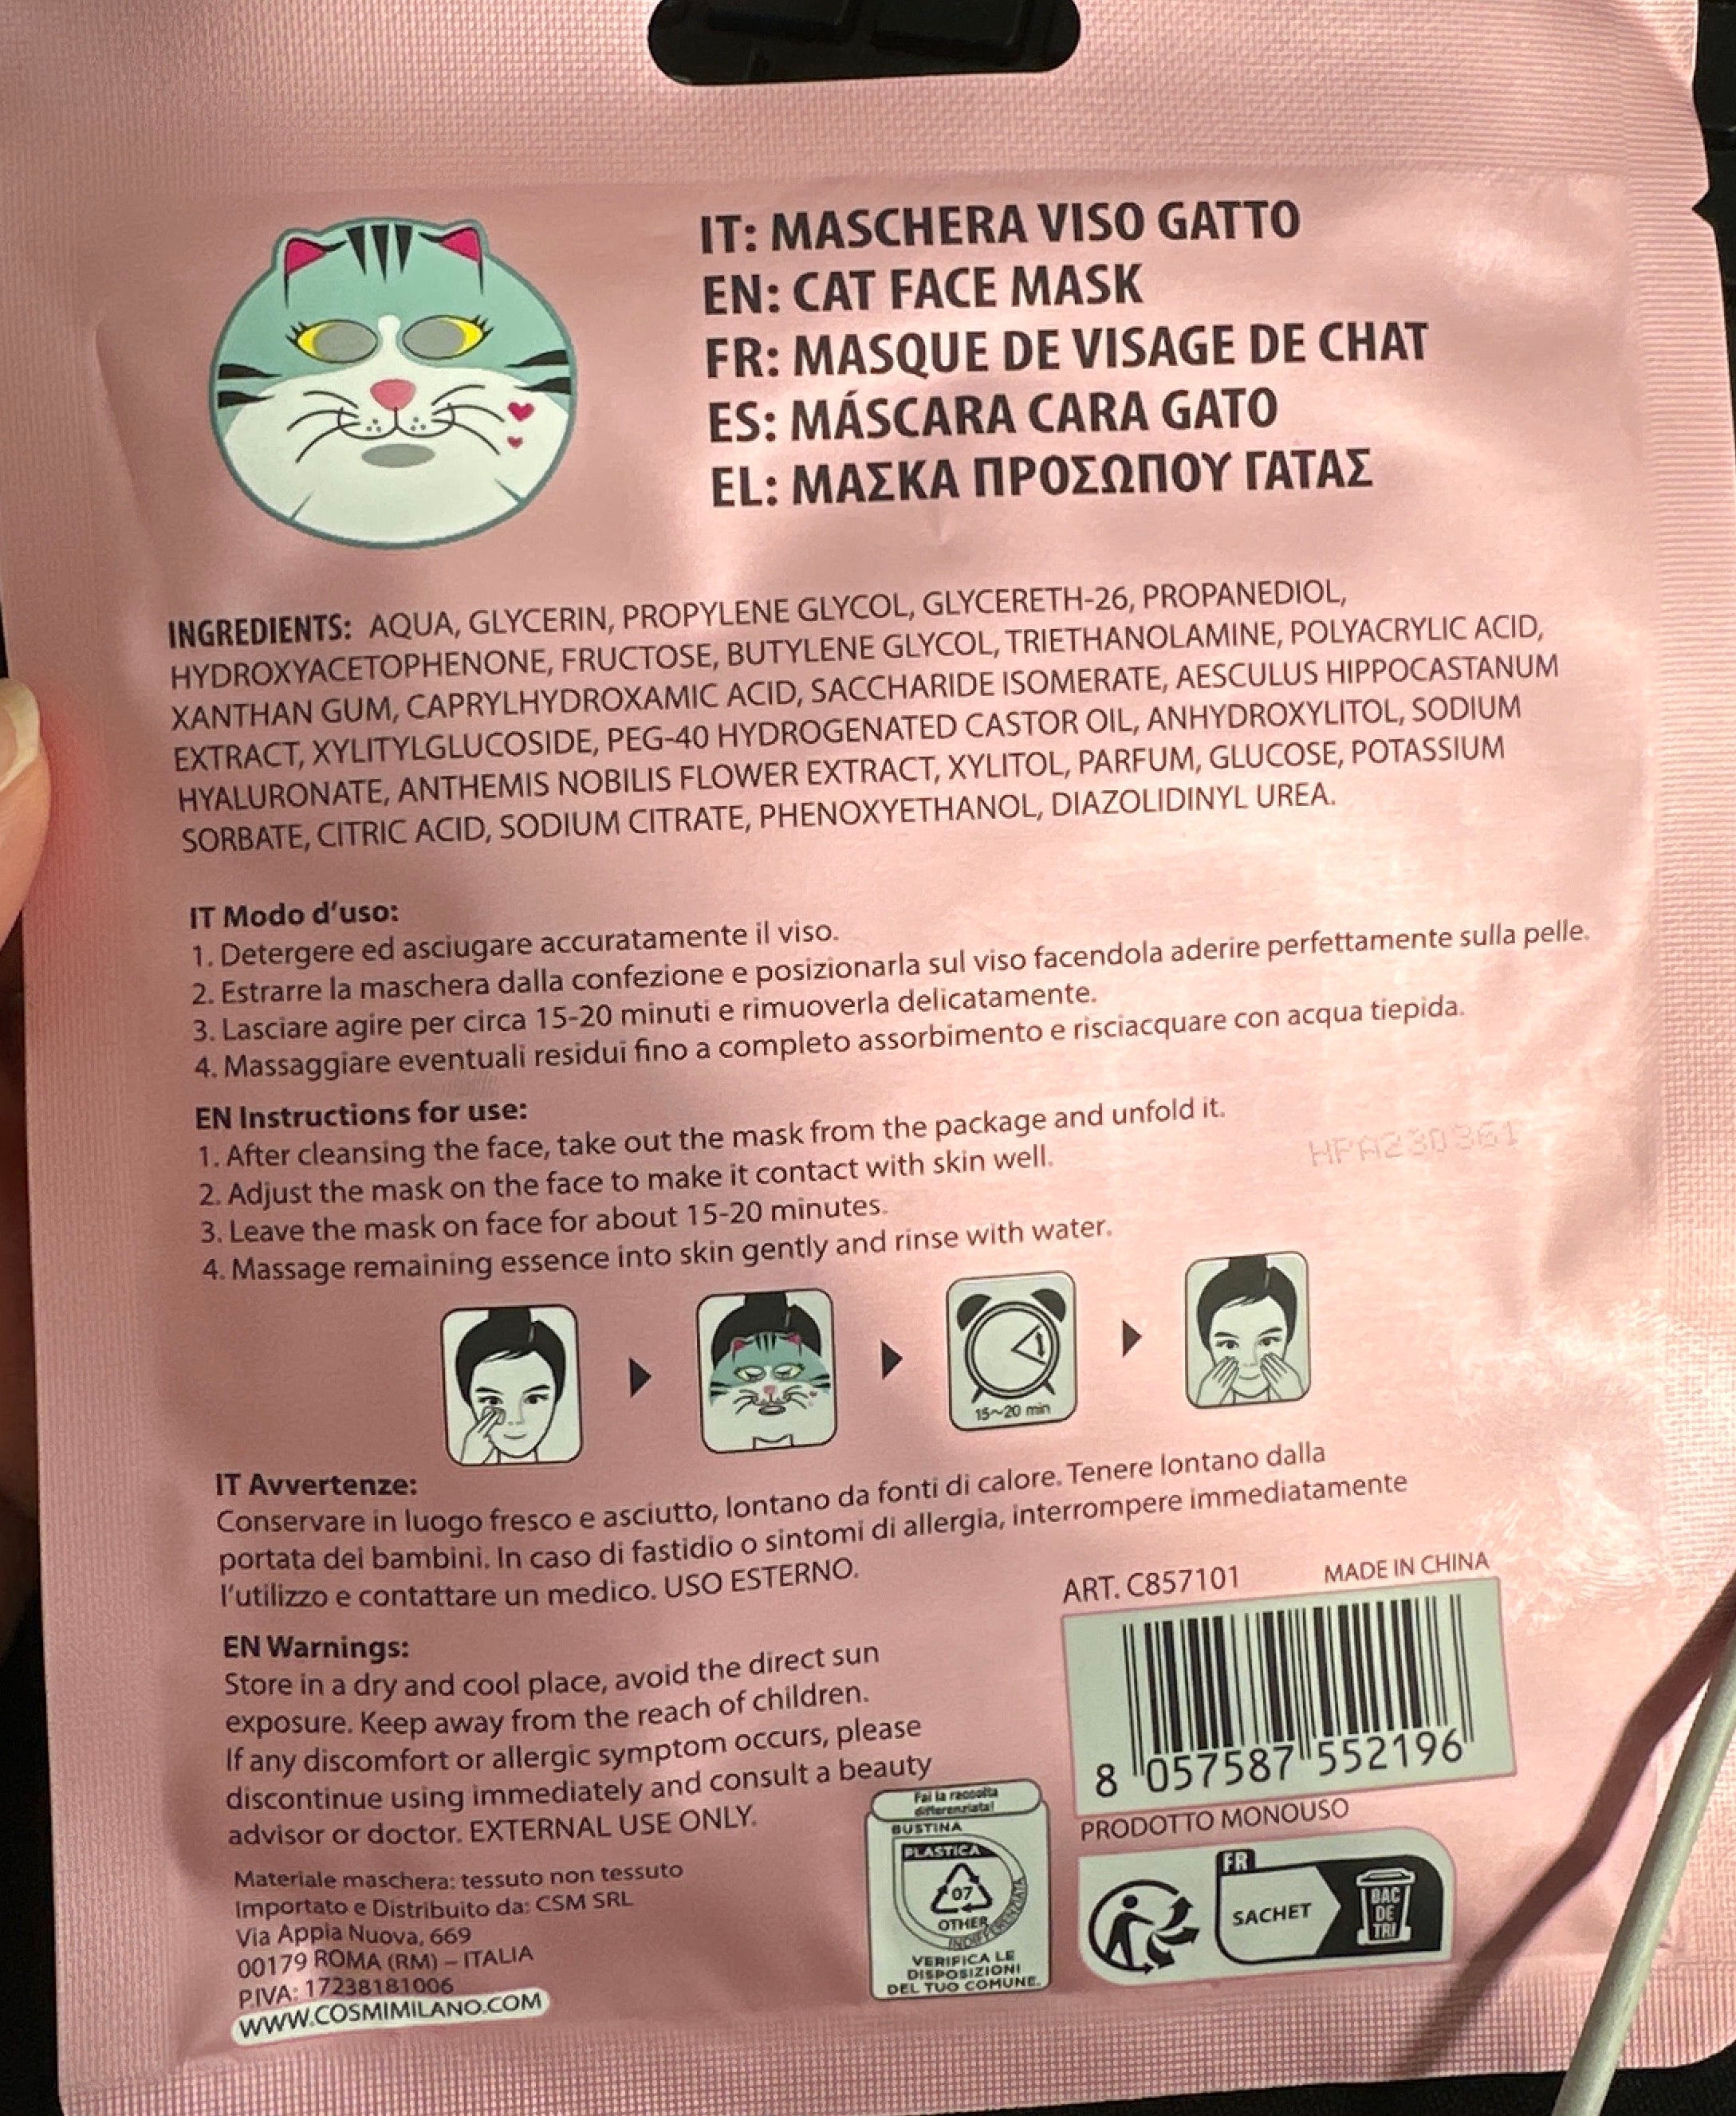 IT: MASCHERA VISO GATTO
EN: CAT FACE MASK
FR: MASQUE DE VISAGE DE CHAT
ES: MÁSCARA CARA GATO
EL: ΜΑΣΚΑ ΠΡΟΣΩΠΟΥ ΓΑΤΑΣ
INGREDIENTS: AQUA, GLYCERIN, PROPYLENE GLYCOL, GLYCERETH-26, PROPANEDIOL,
HYDROXYACETOPHENONE, FRUCTOSE, BUTYLENE GLYCOL, TRIETHANOLAMINE, POLYACRYLIC ACID,
XANTHAN GUM, CAPRYLHYDROXAMIC ACID, SACCHARIDE ISOMERATE, AESCULUS HIPPOCASTANUM
EXTRACT, XYLITYLGLUCOSIDE, PEG-40 HYDROGENATED CASTOR OIL, ANHYDROXYLITOL, SODIUM
HYALURONATE, ANTHEMIS NOBILIS FLOWER EXTRACT, XYLITOL, PARFUM, GLUCOSE, POTASSIUM
SORBATE, CITRIC ACID, SODIUM CITRATE, PHENOXYETHANOL, DIAZOLIDINYL UREA.
IT Modo d'uso:
1. Detergere ed asciugare accuratamente il viso.
2. Estrarre la maschera dalla confezione e posizionarla sul viso facendola aderire perfettamente sulla pelle.
3. Lasciare agire per circa 15-20 minuti e rimuoverla delicatamente.
4. Massaggiare eventuali residui fino a completo assorbimento e risciacquare con acqua tiepida.
EN Instructions for use:
1. After cleansing the face, take out the mask from the package and unfold it.
2. Adjust the mask on the face to make it contact with skin well.
3. Leave the mask on face for about 15-20 minutes.
4. Massage remaining essence into skin gently and rinse with water.
HPA230361
15~20 min
IT Avvertenze:
Conservare in luogo fresco e asciutto, lontano da fonti di calore. Tenere lontano dalla
portata dei bambini. In caso di fastidio o sintomi di allergia, interrompere immediatamente
l'utilizzo e contattare un medico. USO ESTERNO.
EN Warnings:
Store in a dry and cool place, avoid the direct sun
exposure. Keep away from the reach of children.
If any discomfort or allergic symptom occurs, please
discontinue using immediately and consult a beauty
advisor or doctor. EXTERNAL USE ONLY.
Materiale maschera: tessuto non tessuto
Importato e Distribuito da: CSM SRL
Via Appia Nuova, 669
00179 ROMA (RM) – ITALIA
P.IVA: 17238181006
WWW.COSMIMILANO.COM
ART. C857101 MADE IN CHINA
8 057587 552196
PRODOTTO MONOUSO
Fai la raccolta
differenziata!
BUSTINA
PLASTICA
07
OTHER
INDIFFERENZIATA
VERIFICA LE
DISPOSIZIONI
DEL TUO COMUNE.
FR
SACHET
BAC
DE
TRI